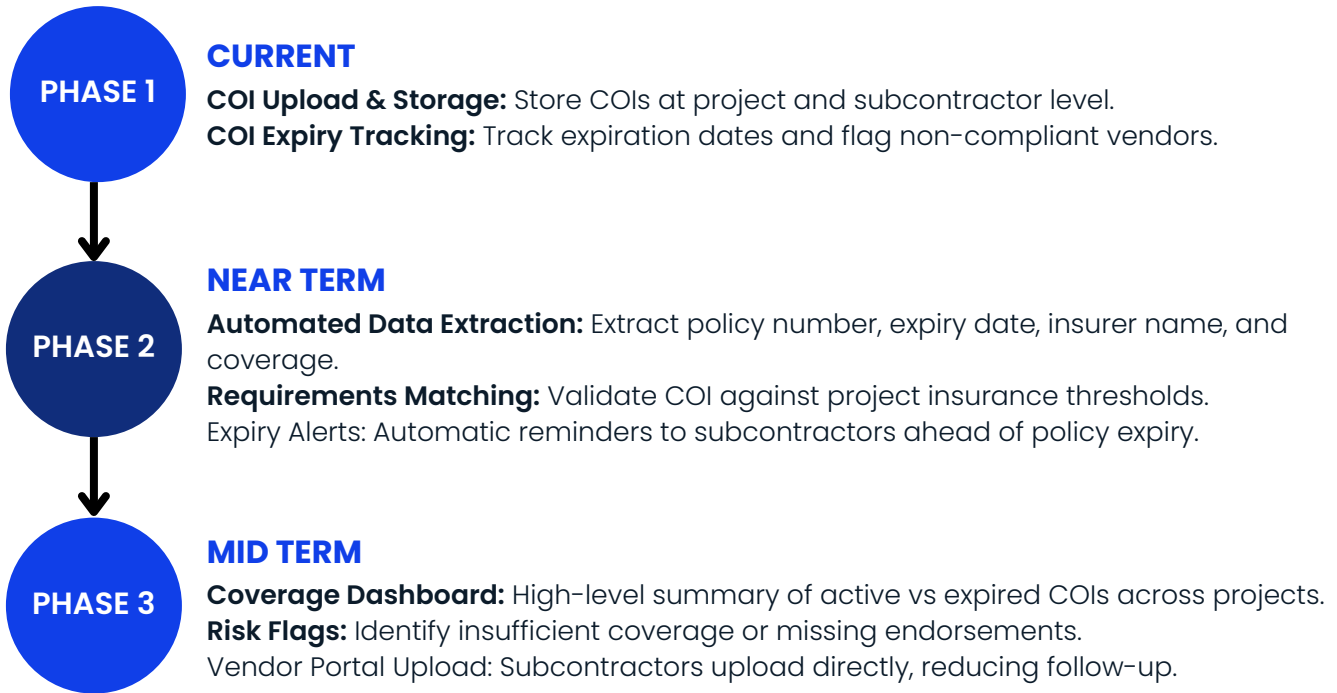 PHASE 1
CURRENT
COI Upload & Storage: Store COIs at project and subcontractor level.
COI Expiry Tracking: Track expiration dates and flag non-compliant vendors.
PHASE 2
NEAR TERM
Automated Data Extraction: Extract policy number, expiry date, insurer name, and
coverage.
Requirements Matching: Validate COI against project insurance thresholds.
Expiry Alerts: Automatic reminders to subcontractors ahead of policy expiry.
PHASE 3
MID TERM
Coverage Dashboard: High-level summary of active vs expired COIs across projects.
Risk Flags: Identify insufficient coverage or missing endorsements.
Vendor Portal Upload: Subcontractors upload directly, reducing follow-up.